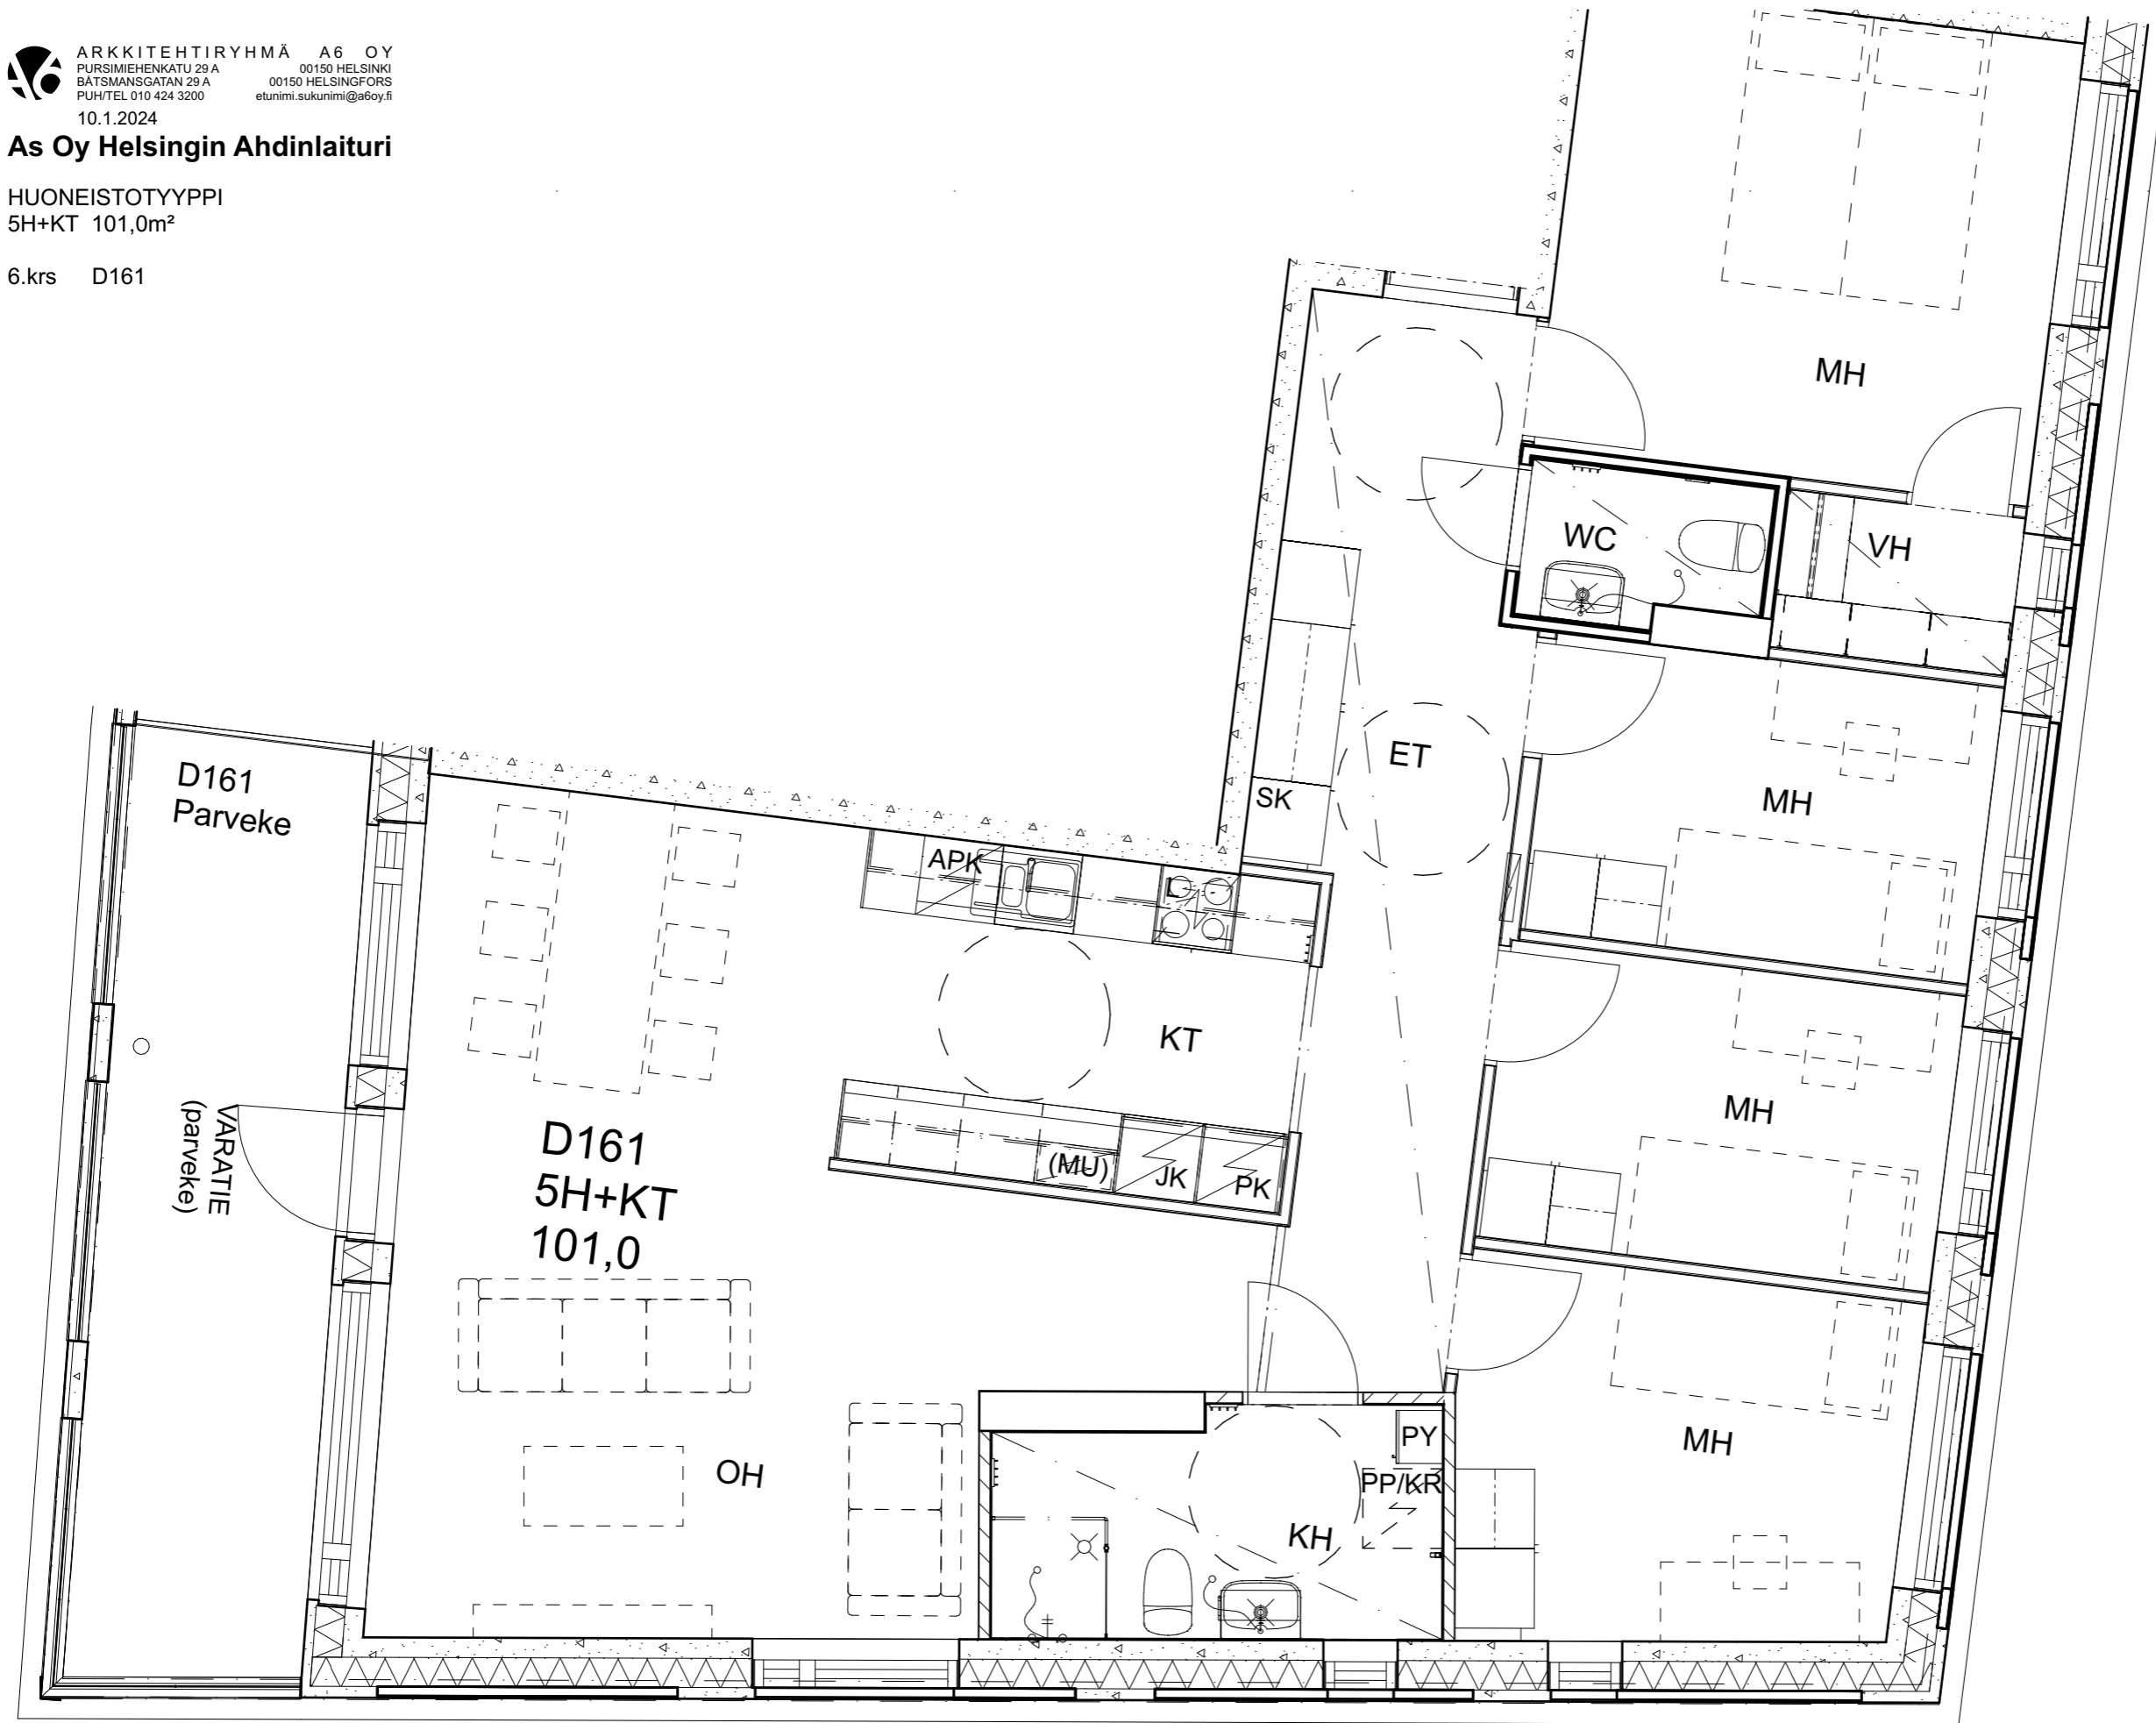 A6
ARKKITEHTIRYHMÄ A6 OY
PURSIMIEHENKATU 29 A 00150 HELSINKI
BÅTSMANSGATAN 29 A 00150 HELSINGFORS
PUH/TEL 010 424 3200 etunimi.sukunimi@a6oy.fi
10.1.2024
As Oy Helsingin Ahdinlaituri
HUONEISTOTYYPPI
5H+KT 101,0m²
6.krs D161
MH
WC
VH
ET
SK
MH
D161
Parveke
APK
KT
MH
VARATIE
(parveke)
D161
5H+KT
101,0
(MU)
JK
PK
OH
PY
PP/KR
KH
MH